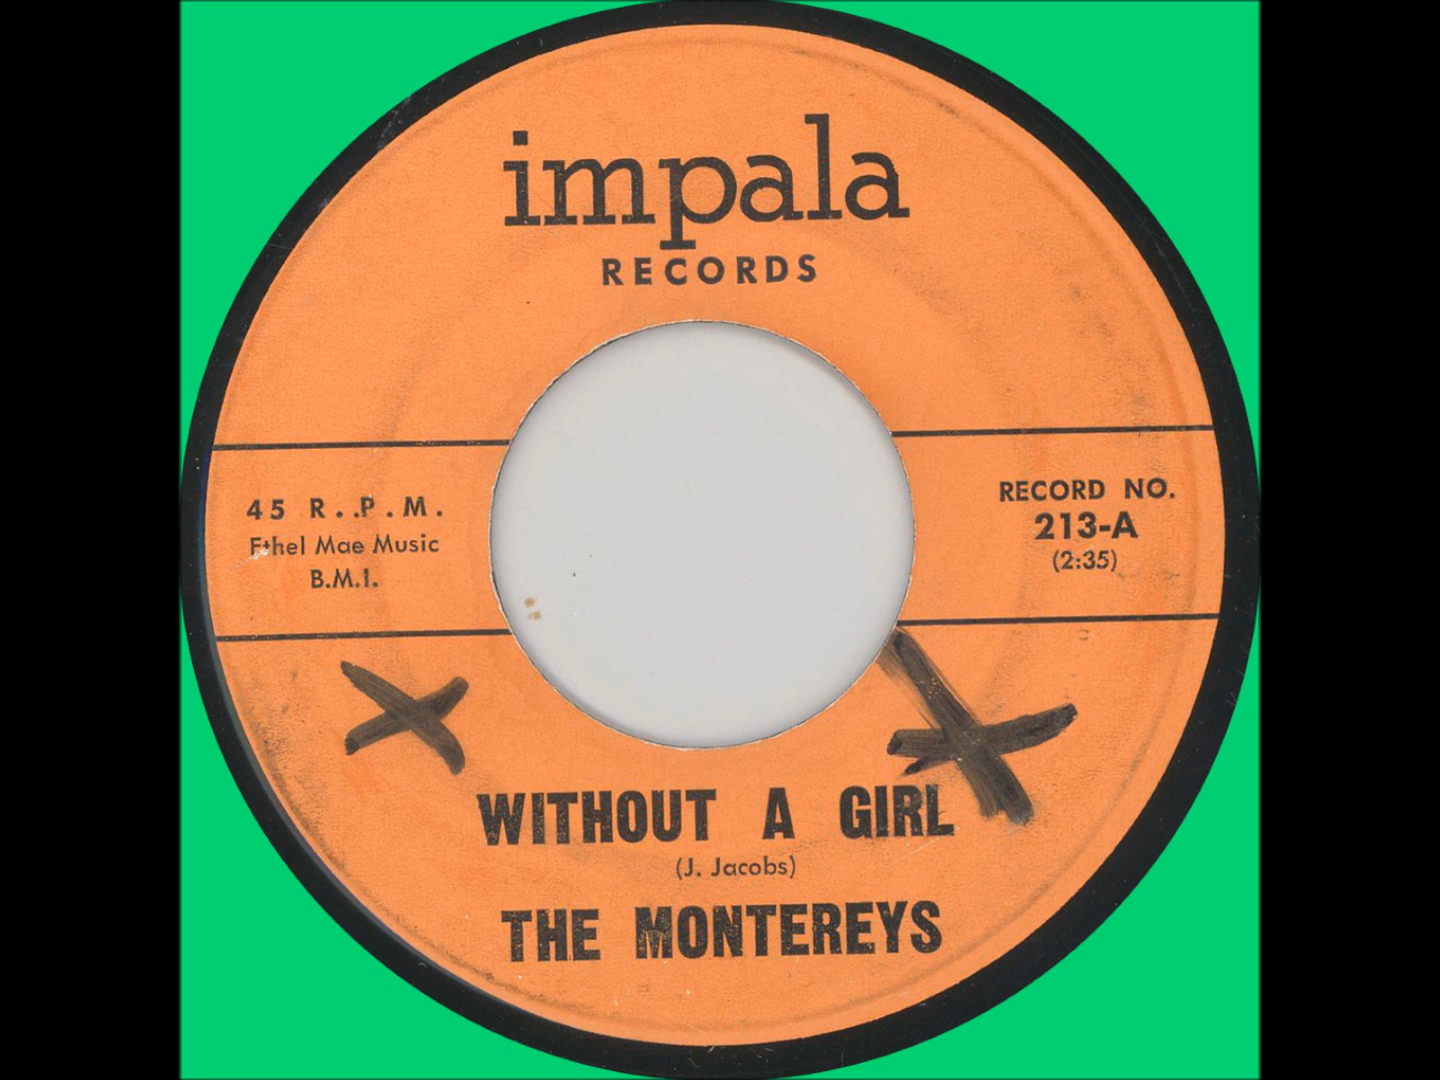 impala
RECORDS
45 R..P.M.
Ethel Mae Music
B.M.I.
RECORD NO.
213-A
(2:35)
WITHOUT A GIRL
(J. Jacobs)
THE MONTEREYS